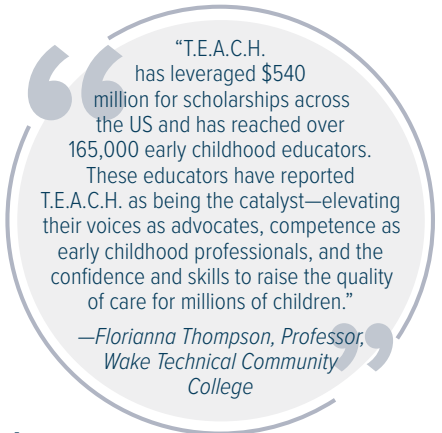 “T.E.A.C.H.
has leveraged $540
million for scholarships across
the US and has reached over
165,000 early childhood educators.
These educators have reported
T.E.A.C.H. as being the catalyst—elevating
their voices as advocates, competence as
early childhood professionals, and the
confidence and skills to raise the quality
of care for millions of children.”
—Florianna Thompson, Professor,
Wake Technical Community
College